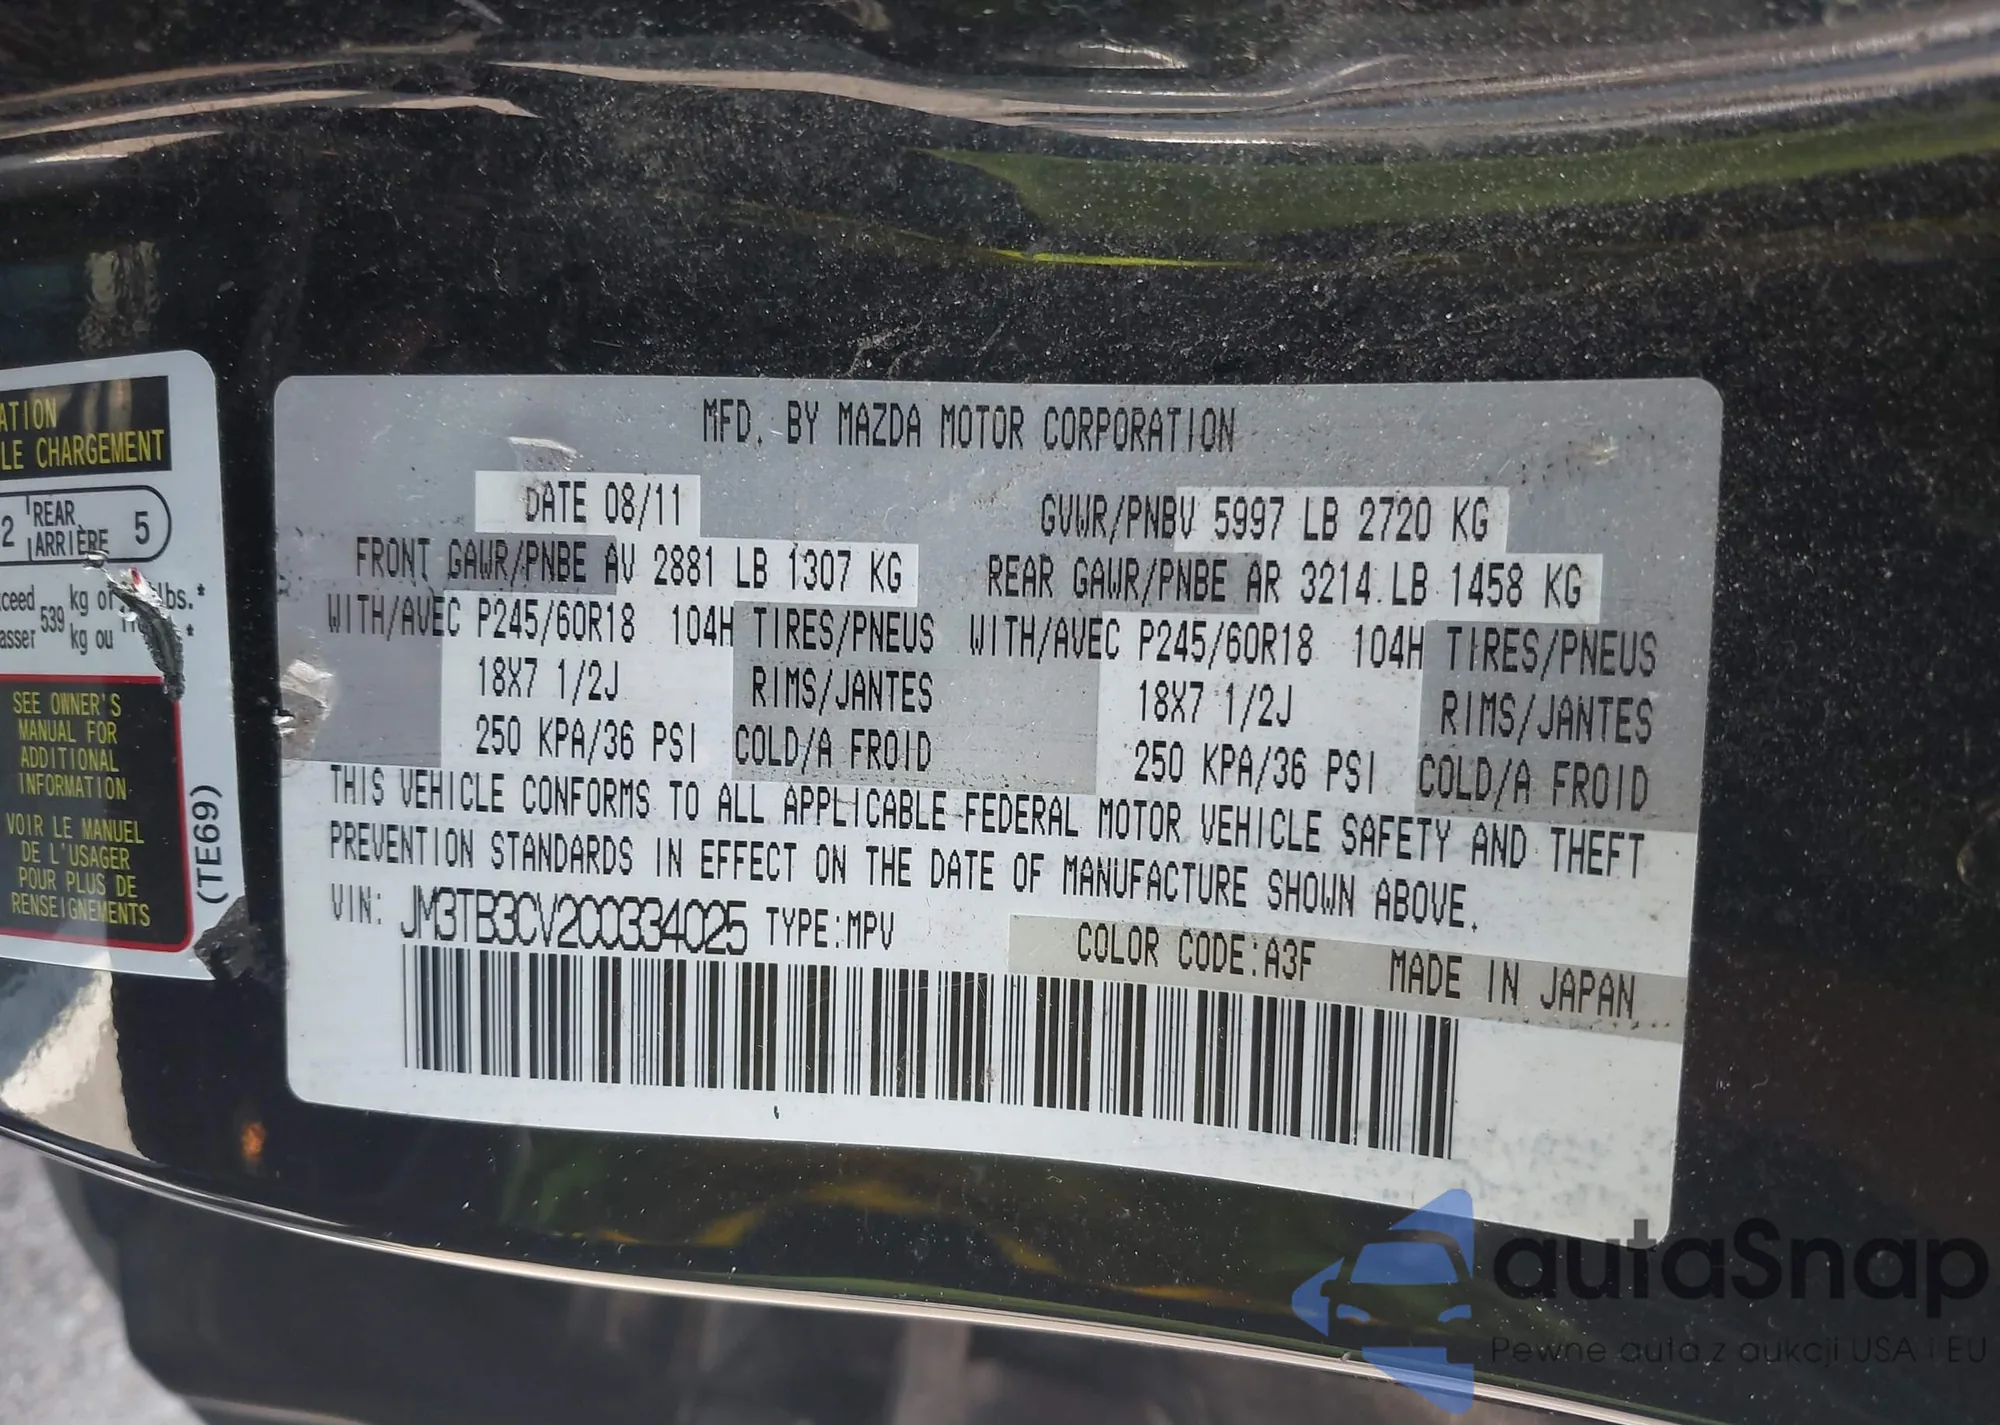 ATION
LE CHARGEMENT
2 REAR ARRIÈRE 5
xceed 539 kg or lbs.*
asser kg ou *
SEE OWNER'S
MANUAL FOR
ADDITIONAL
INFORMATION
VOIR LE MANUEL
DE L'USAGER
POUR PLUS DE
RENSEIGNEMENTS
(TE69)
MFD. BY MAZDA MOTOR CORPORATION
DATE 08/11 GVWR/PNBV 5997 LB 2720 KG
FRONT GAWR/PNBE AV 2881 LB 1307 KG REAR GAWR/PNBE AR 3214 LB 1458 KG
WITH/AVEC P245/60R18 104H TIRES/PNEUS WITH/AVEC P245/60R18 104H TIRES/PNEUS
18X7 1/2J RIMS/JANTES 18X7 1/2J RIMS/JANTES
250 KPA/36 PSI COLD/A FROID 250 KPA/36 PSI COLD/A FROID
THIS VEHICLE CONFORMS TO ALL APPLICABLE FEDERAL MOTOR VEHICLE SAFETY AND THEFT
PREVENTION STANDARDS IN EFFECT ON THE DATE OF MANUFACTURE SHOWN ABOVE.
VIN: JM3TB3CV2C0334025 TYPE:MPV COLOR CODE:A3F MADE IN JAPAN
autaSnap
Pewne auta z aukcji USA i EU